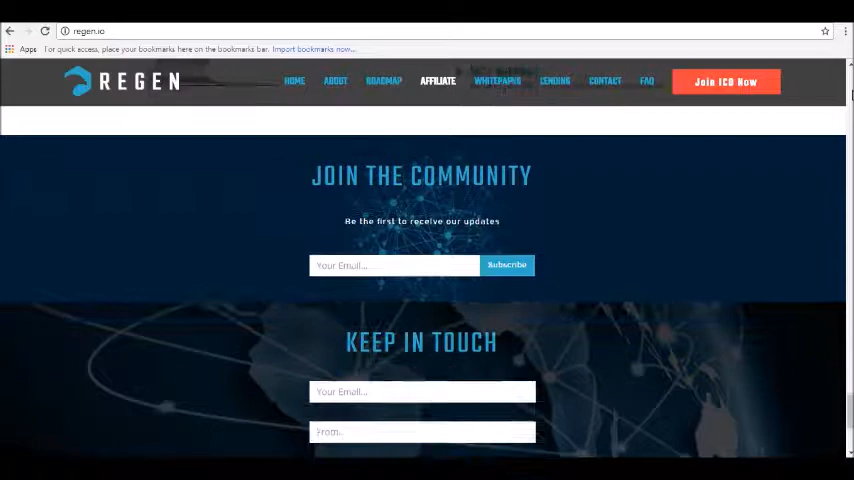 regen.io
Apps For quick access, place your bookmarks here on the bookmarks bar. Import bookmarks now...
REGEN
HOME ABOUT ROADMAP AFFILIATE WHITEPAPER LENDING CONTACT FAQ Join ICO Now
JOIN THE COMMUNITY
Be the first to receive our updates
Your Email... Subscribe
KEEP IN TOUCH
Your Email...
From..